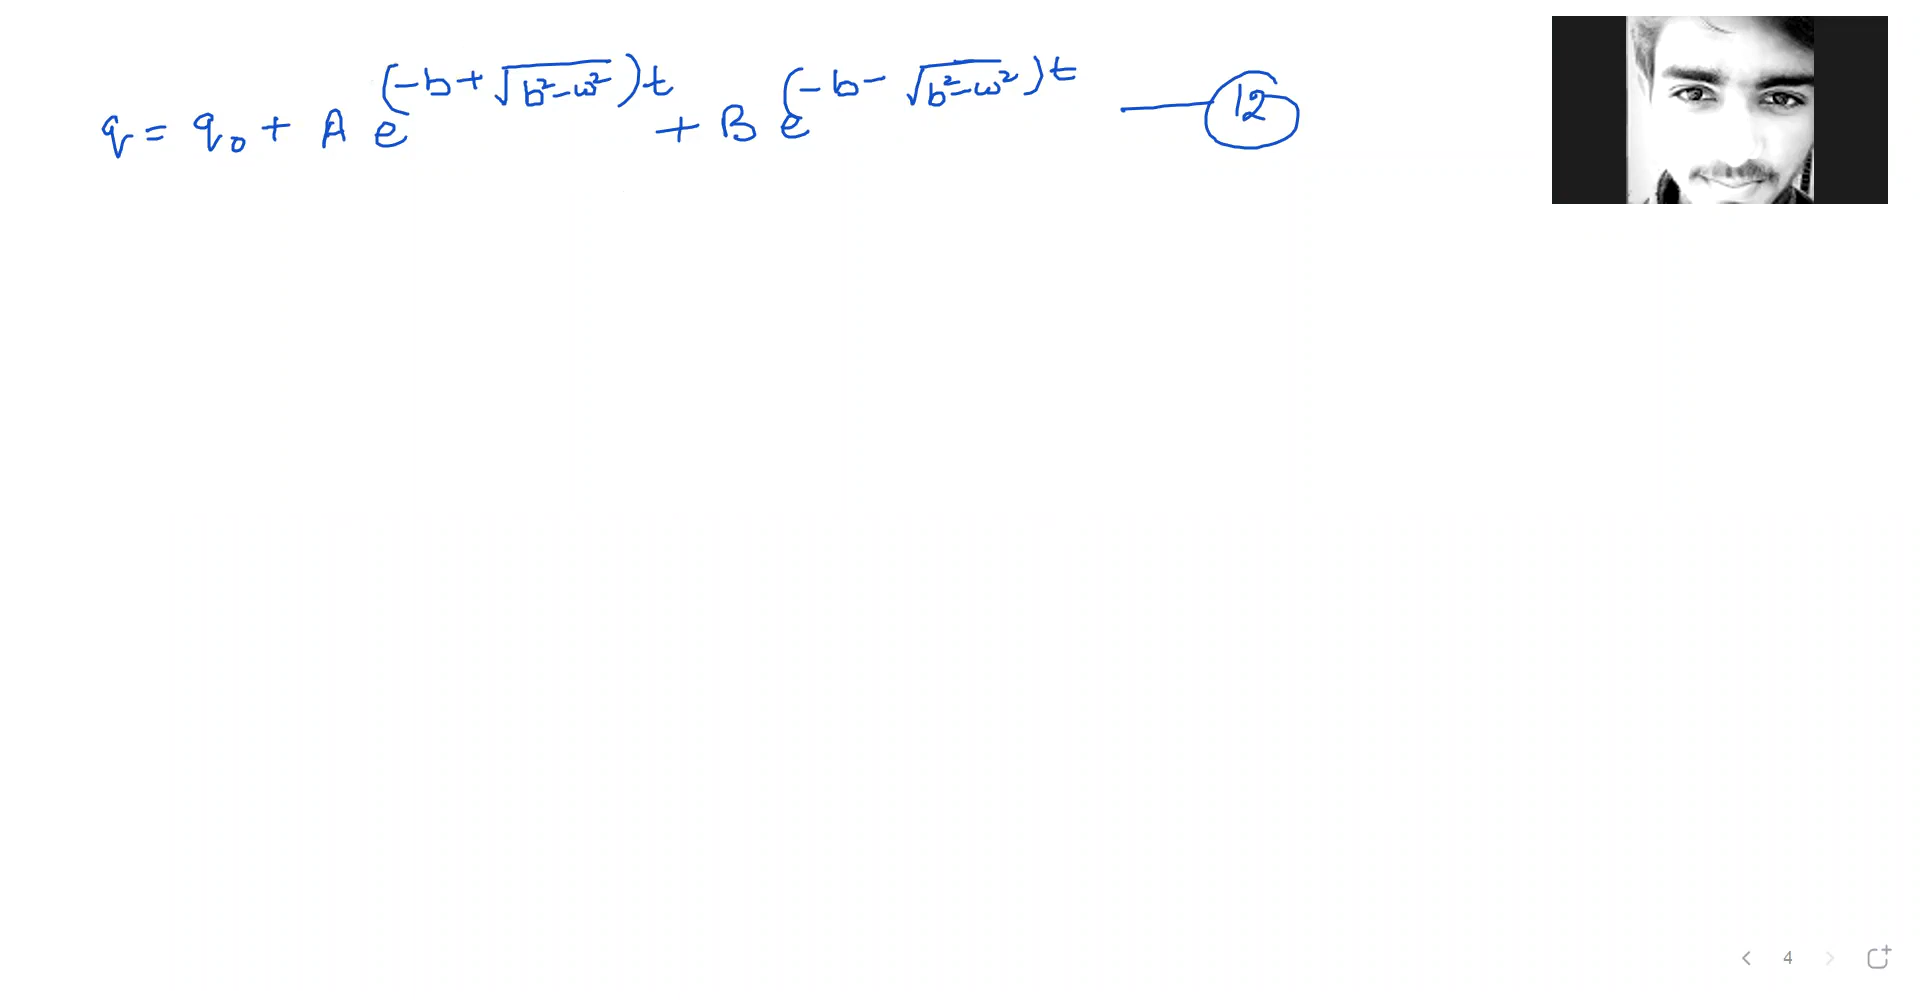 q = q₀ + A e^(-b+√(b²-ω²))t + B e^(-b-√(b²-ω²))t —— 12
4